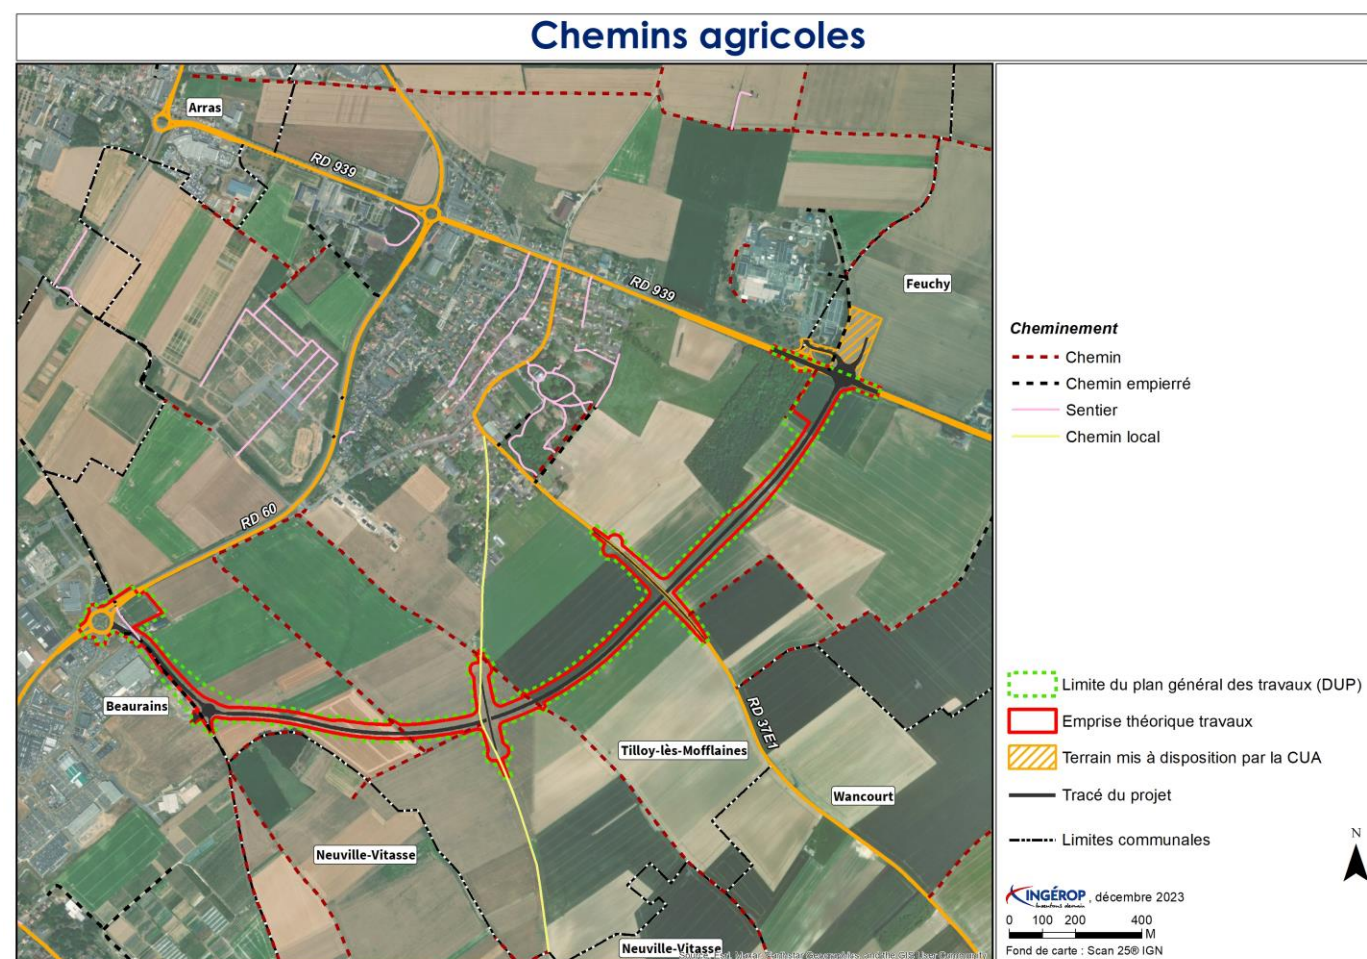 Chemins agricoles
Arras
RD 939
RD 939
Feuchy
RD 60
Beaurains
Tilloy-lès-Mofflaines
RD 37E1
Wancourt
Neuville-Vitasse
Neuville-Vitasse
Cheminement
Chemin
Chemin empierré
Sentier
Chemin local
Limite du plan général des travaux (DUP)
Emprise théorique travaux
Terrain mis à disposition par la CUA
Tracé du projet
Limites communales
N
INGÉROP, décembre 2023
0 100 200 400
M
Fond de carte : Scan 25® IGN